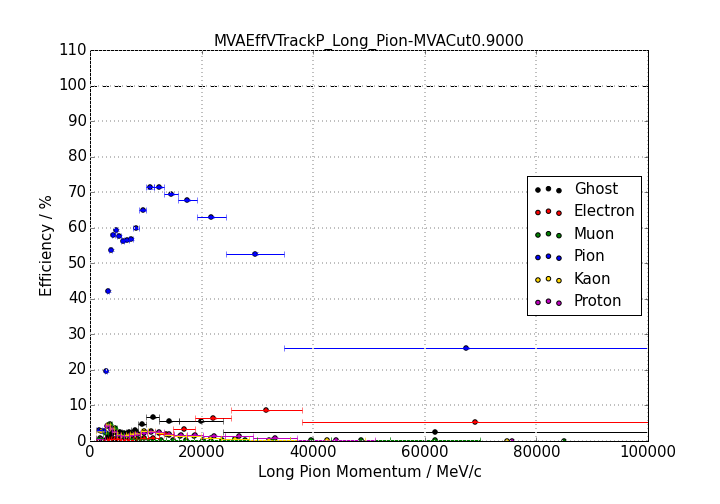 MVAEffVTrackP_Long_Pion-MVACut0.9000
110
100
90
80
70
60
50
40
30
20
10
0
Efficiency / %
Ghost
Electron
Muon
Pion
Kaon
Proton
0 20000 40000 60000 80000 100000
Long Pion Momentum / MeV/c